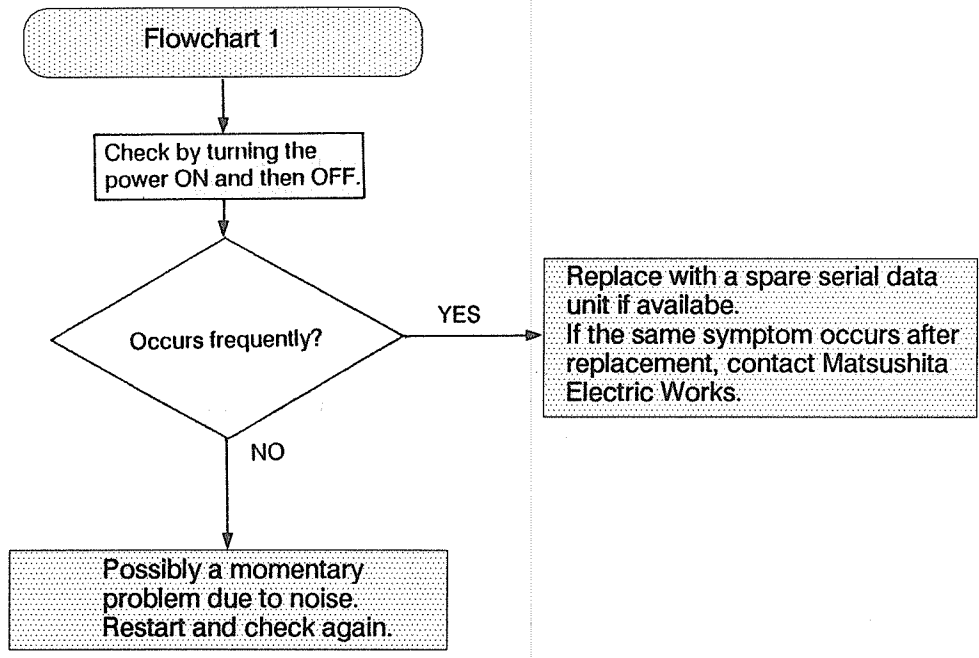 Flowchart 1
Check by turning the
power ON and then OFF.
Occurs frequently?
YES
Replace with a spare serial data
unit if availabe.
If the same symptom occurs after
replacement, contact Matsushita
Electric Works.
NO
Possibly a momentary
problem due to noise.
Restart and check again.